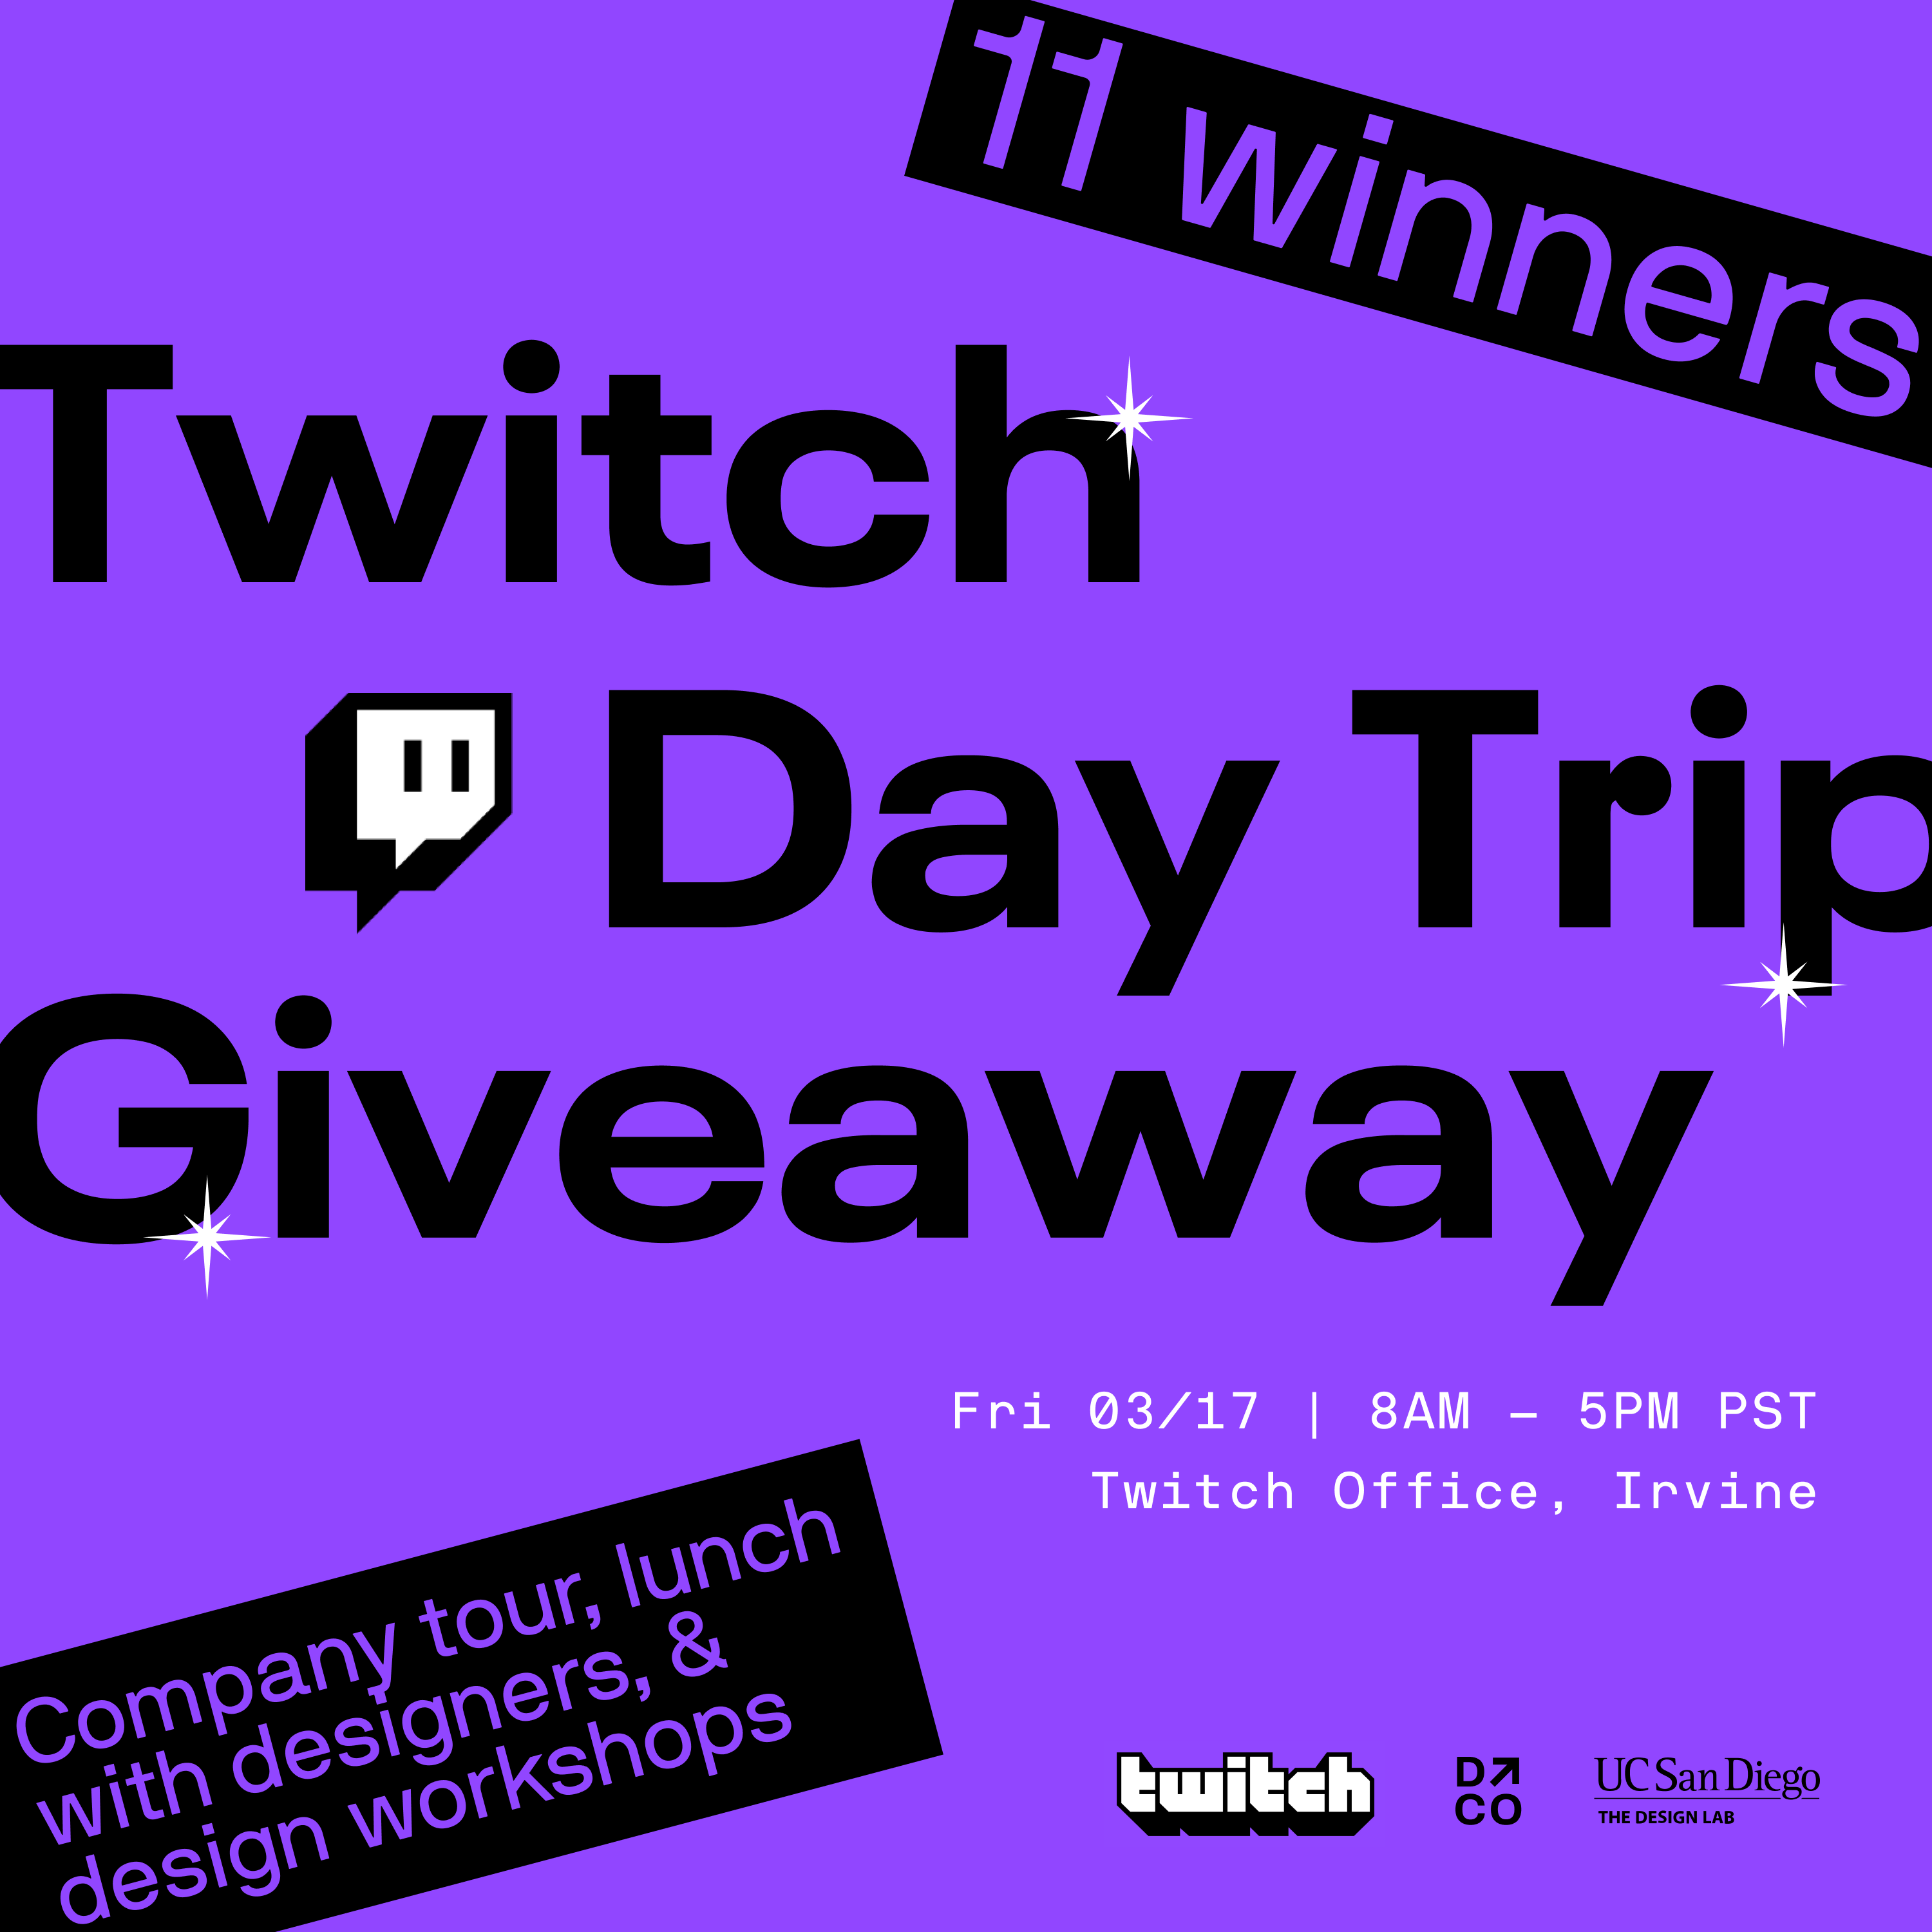 11 winners
Twitch
Day Trip
Giveaway
Fri 03/17 | 8AM – 5PM PST
Twitch Office, Irvine
Company tour, lunch
with designers, &
design workshops
twitch
D
CO
UC San Diego
THE DESIGN LAB